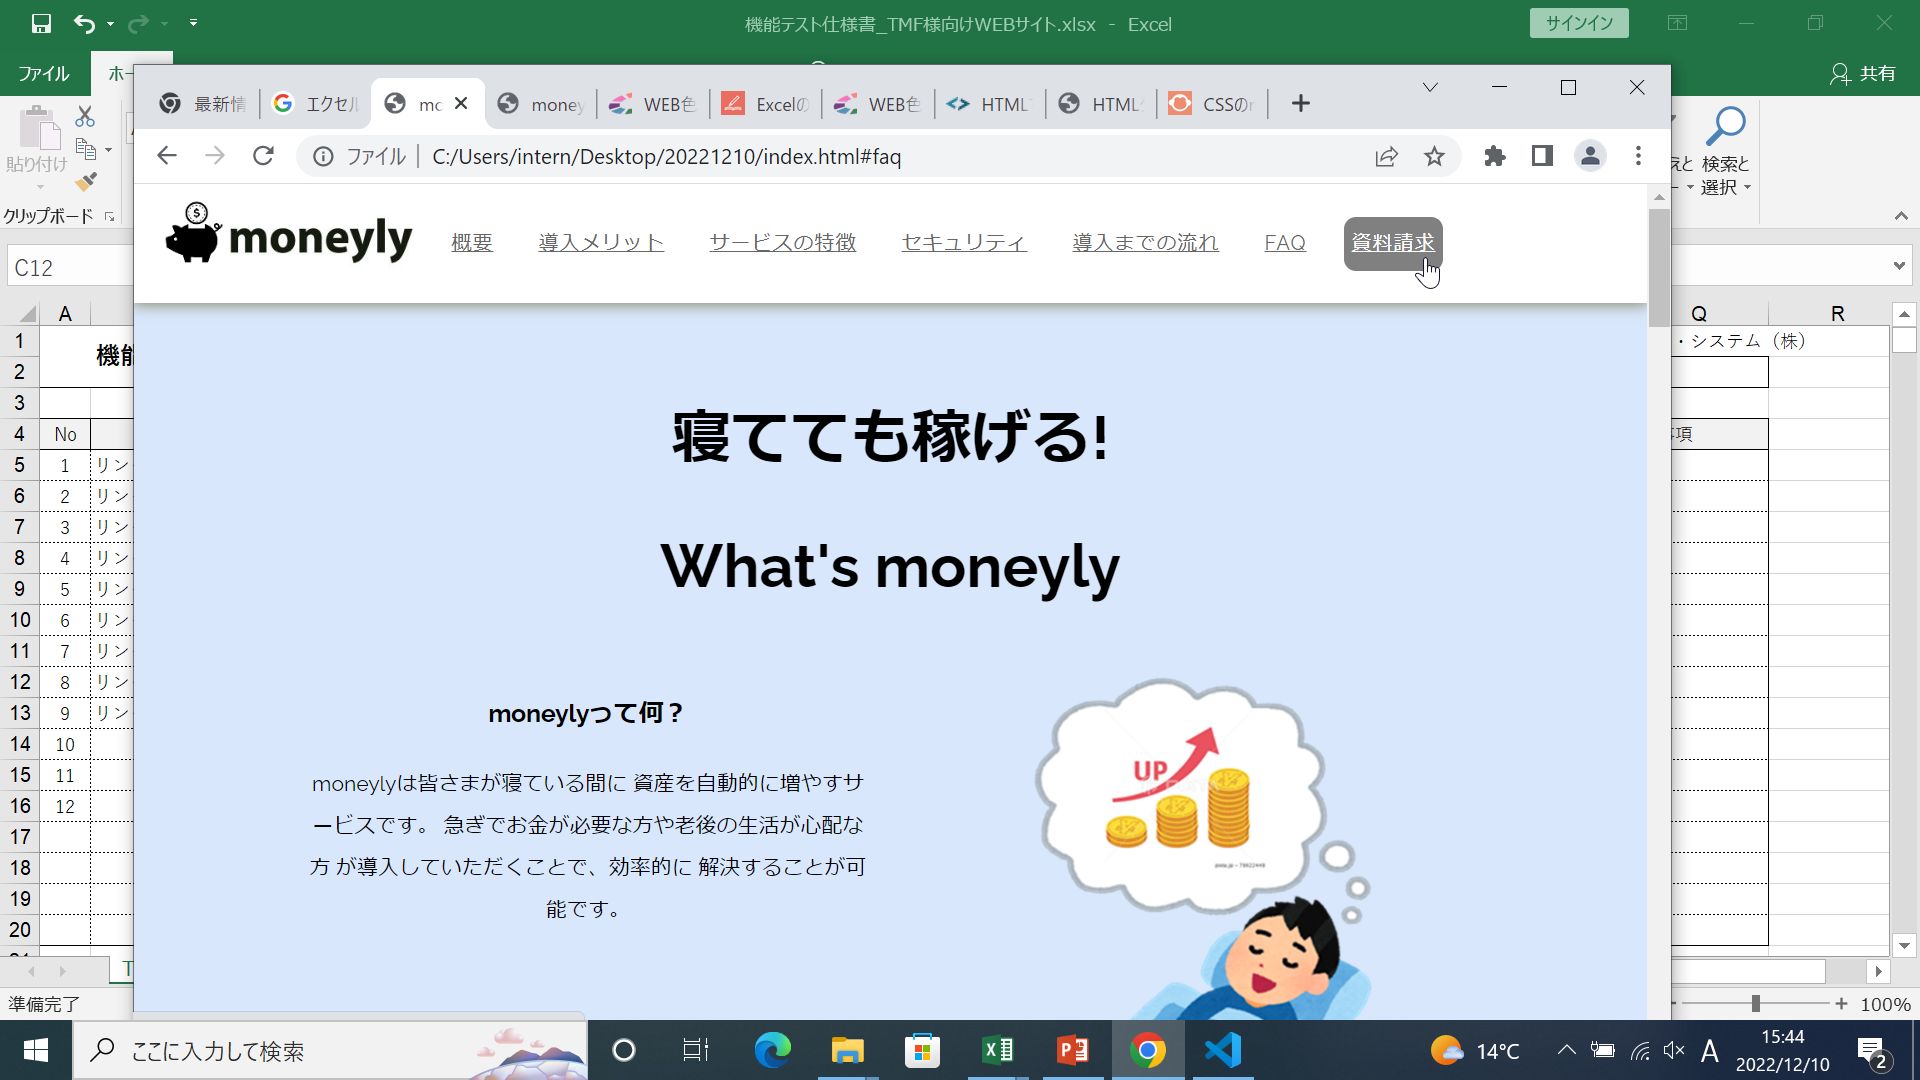 機能テスト仕様書_TMF様向けWEBサイト.xlsx - Excel
サインイン
ファイル
ホー
共有
最新情
エクセル
mc
money
WEB色
Excelの
WEB色
HTML
HTML
CSSの
ファイル
C:/Users/intern/Desktop/20221210/index.html#faq
貼り付け
クリップボード
えと
検索と
選択
moneyly
概要
導入メリット
サービスの特徴
セキュリティ
導入までの流れ
FAQ
資料請求
C12
A
Q
R
1
機能
・システム（株）
2
3
4
No
項
5
1
リン
6
2
リン
7
3
リン
8
4
リン
9
5
リン
10
6
リン
11
7
リン
12
8
リン
13
9
リン
14
10
15
11
16
12
17
18
19
20
寝てても稼げる!
What's moneyly
moneylyって何？
moneylyは皆さまが寝ている間に 資産を自動的に増やすサ
ービスです。 急ぎでお金が必要な方や老後の生活が心配な
方 が導入していただくことで、効率的に 解決することが可
能です。
UP
T
準備完了
100%
ここに入力して検索
14°C
A
15:44
2022/12/10
2